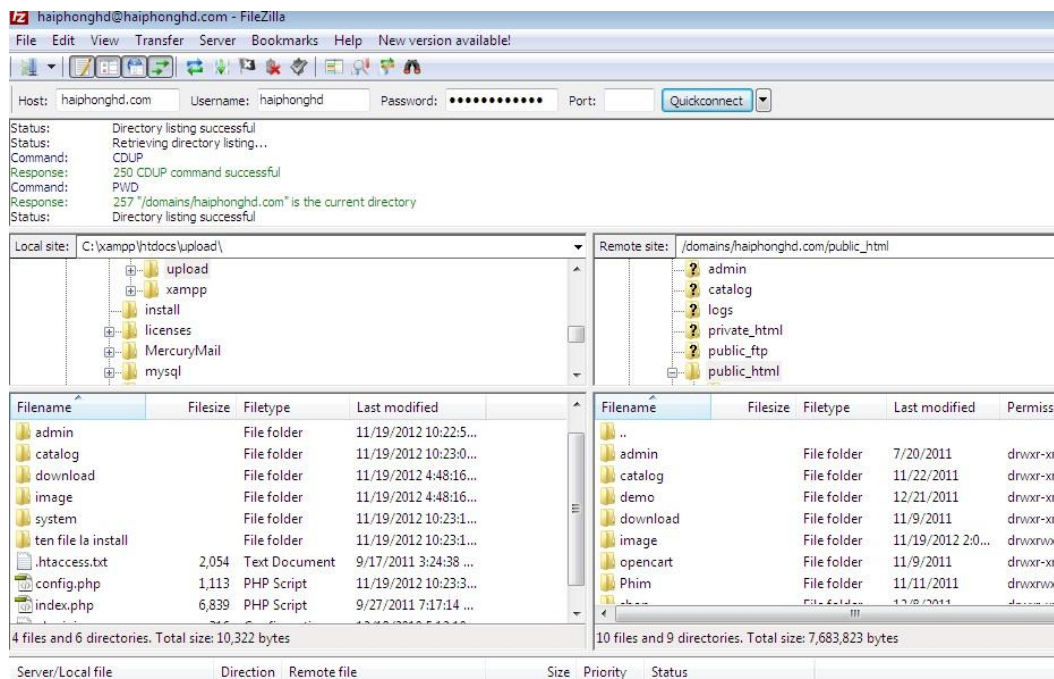 haiphonghd@haiphonghd.com - FileZilla
File Edit View Transfer Server Bookmarks Help New version available!
Host: haiphonghd.com Username: haiphonghd Password: •••••••••••• Port: Quickconnect
Status: Directory listing successful
Status: Retrieving directory listing...
Command: CDUP
Response: 250 CDUP command successful
Command: PWD
Response: 257 "/domains/haiphonghd.com" is the current directory
Status: Directory listing successful
Local site: C:\xampp\htdocs\upload\
upload
xampp
install
licenses
MercuryMail
mysql
Filename Filesize Filetype Last modified
admin File folder 11/19/2012 10:22:5...
catalog File folder 11/19/2012 10:23:0...
download File folder 11/19/2012 4:48:16...
image File folder 11/19/2012 4:48:16...
system File folder 11/19/2012 10:23:1...
ten file la install File folder 11/19/2012 10:23:1...
.htaccess.txt 2,054 Text Document 9/17/2011 3:24:38 ...
config.php 1,113 PHP Script 11/19/2012 10:23:3...
index.php 6,839 PHP Script 9/27/2011 7:17:14 ...
4 files and 6 directories. Total size: 10,322 bytes
Remote site: /domains/haiphonghd.com/public_html
admin
catalog
logs
private_html
public_ftp
public_html
Filename Filesize Filetype Last modified Permiss
..
admin File folder 7/20/2011 drwxr-xr
catalog File folder 11/22/2011 drwxr-xr
demo File folder 12/21/2011 drwxr-xr
download File folder 11/9/2011 drwxr-xr
image File folder 11/19/2012 2:0... drwxrwx
opencart File folder 11/9/2011 drwxr-xr
Phim File folder 11/11/2011 drwxrwx
10 files and 9 directories. Total size: 7,683,823 bytes
Server/Local file Direction Remote file Size Priority Status